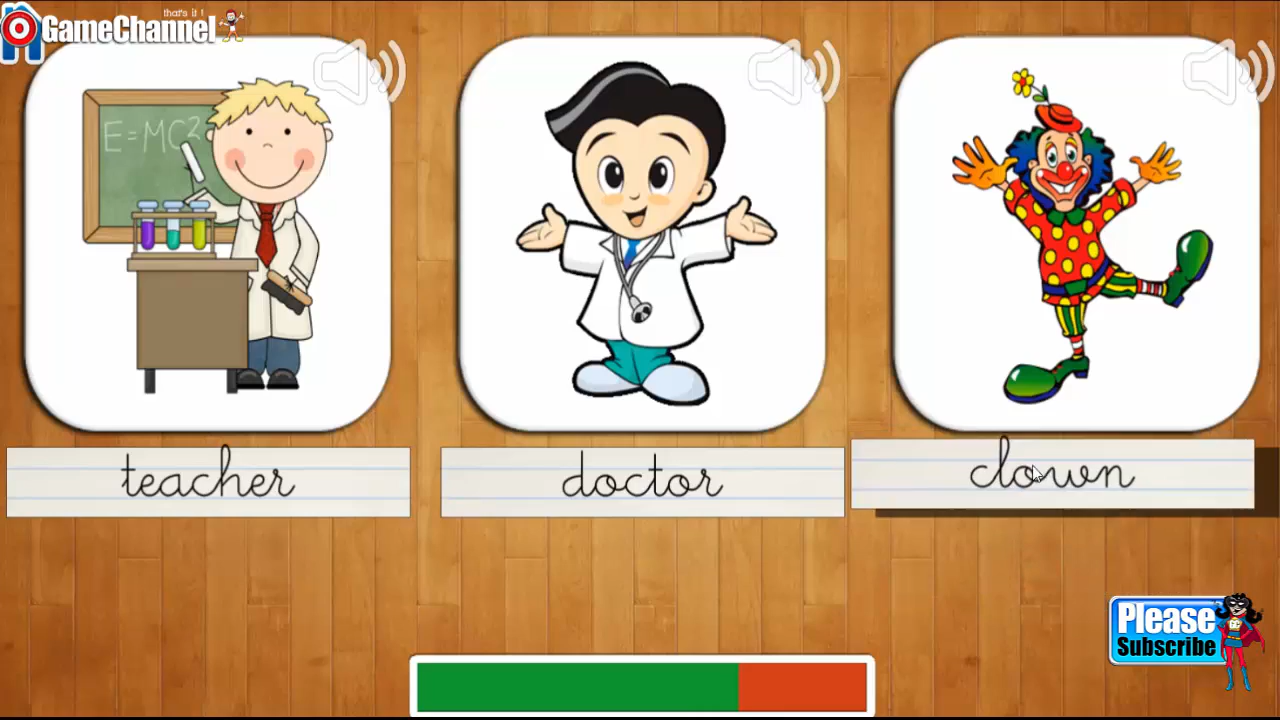 that's it !
GameChannel
E=MC2
teacher
doctor
clown
Please
Subscribe